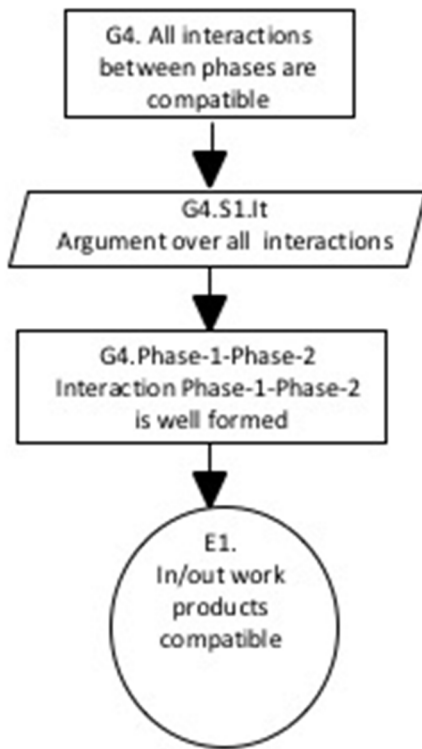 G4. All interactions
between phases are
compatible
G4.S1.It
Argument over all interactions
G4.Phase-1-Phase-2
Interaction Phase-1-Phase-2
is well formed
E1.
In/out work
products
compatible